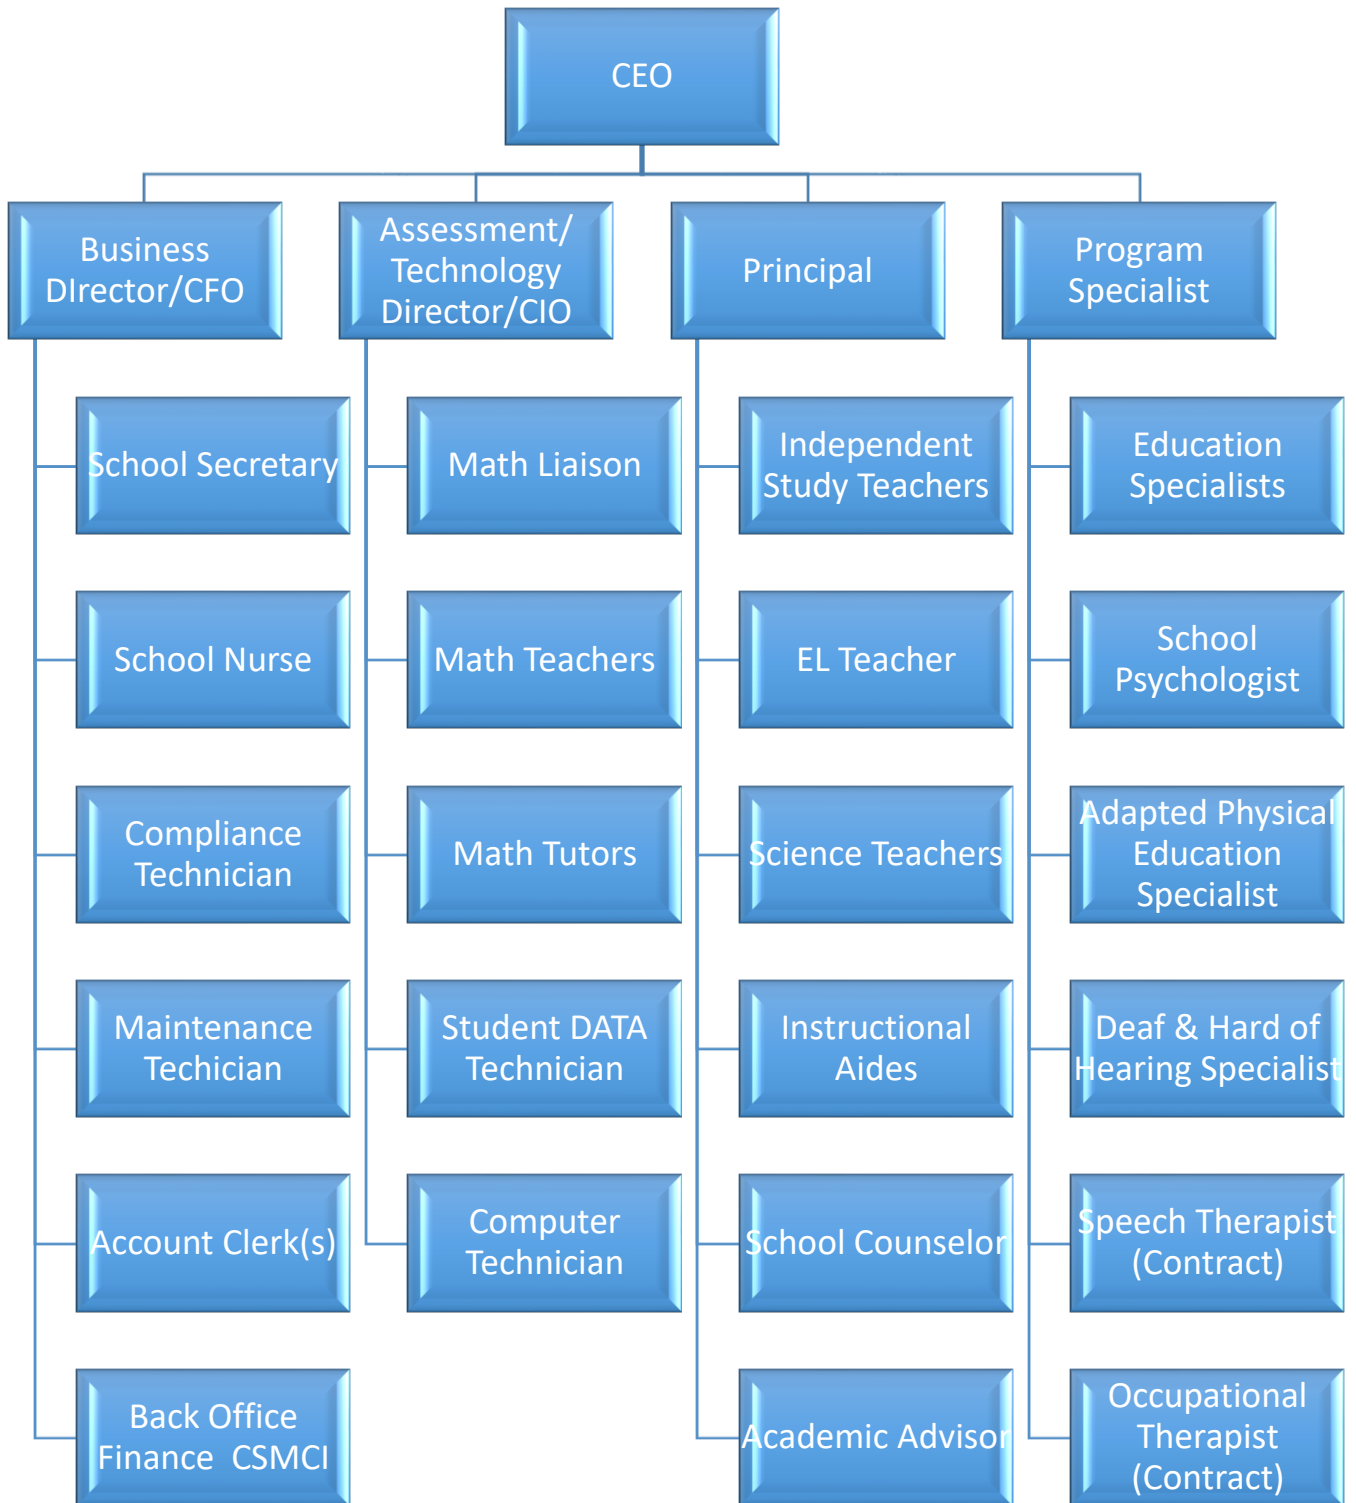 CEO
Business
DIrector/CFO
Assessment/
Technology
Director/CIO
Principal
Program
Specialist
School Secretary
Math Liaison
Independent
Study Teachers
Education
Specialists
School Nurse
Math Teachers
EL Teacher
School
Psychologist
Compliance
Technician
Math Tutors
Science Teachers
Adapted Physical
Education
Specialist
Maintenance
Techician
Student DATA
Technician
Instructional
Aides
Deaf & Hard of
Hearing Specialist
Account Clerk(s)
Computer
Technician
School Counselor
Speech Therapist
(Contract)
Back Office
Finance  CSMCI
Academic Advisor
Occupational
Therapist
(Contract)